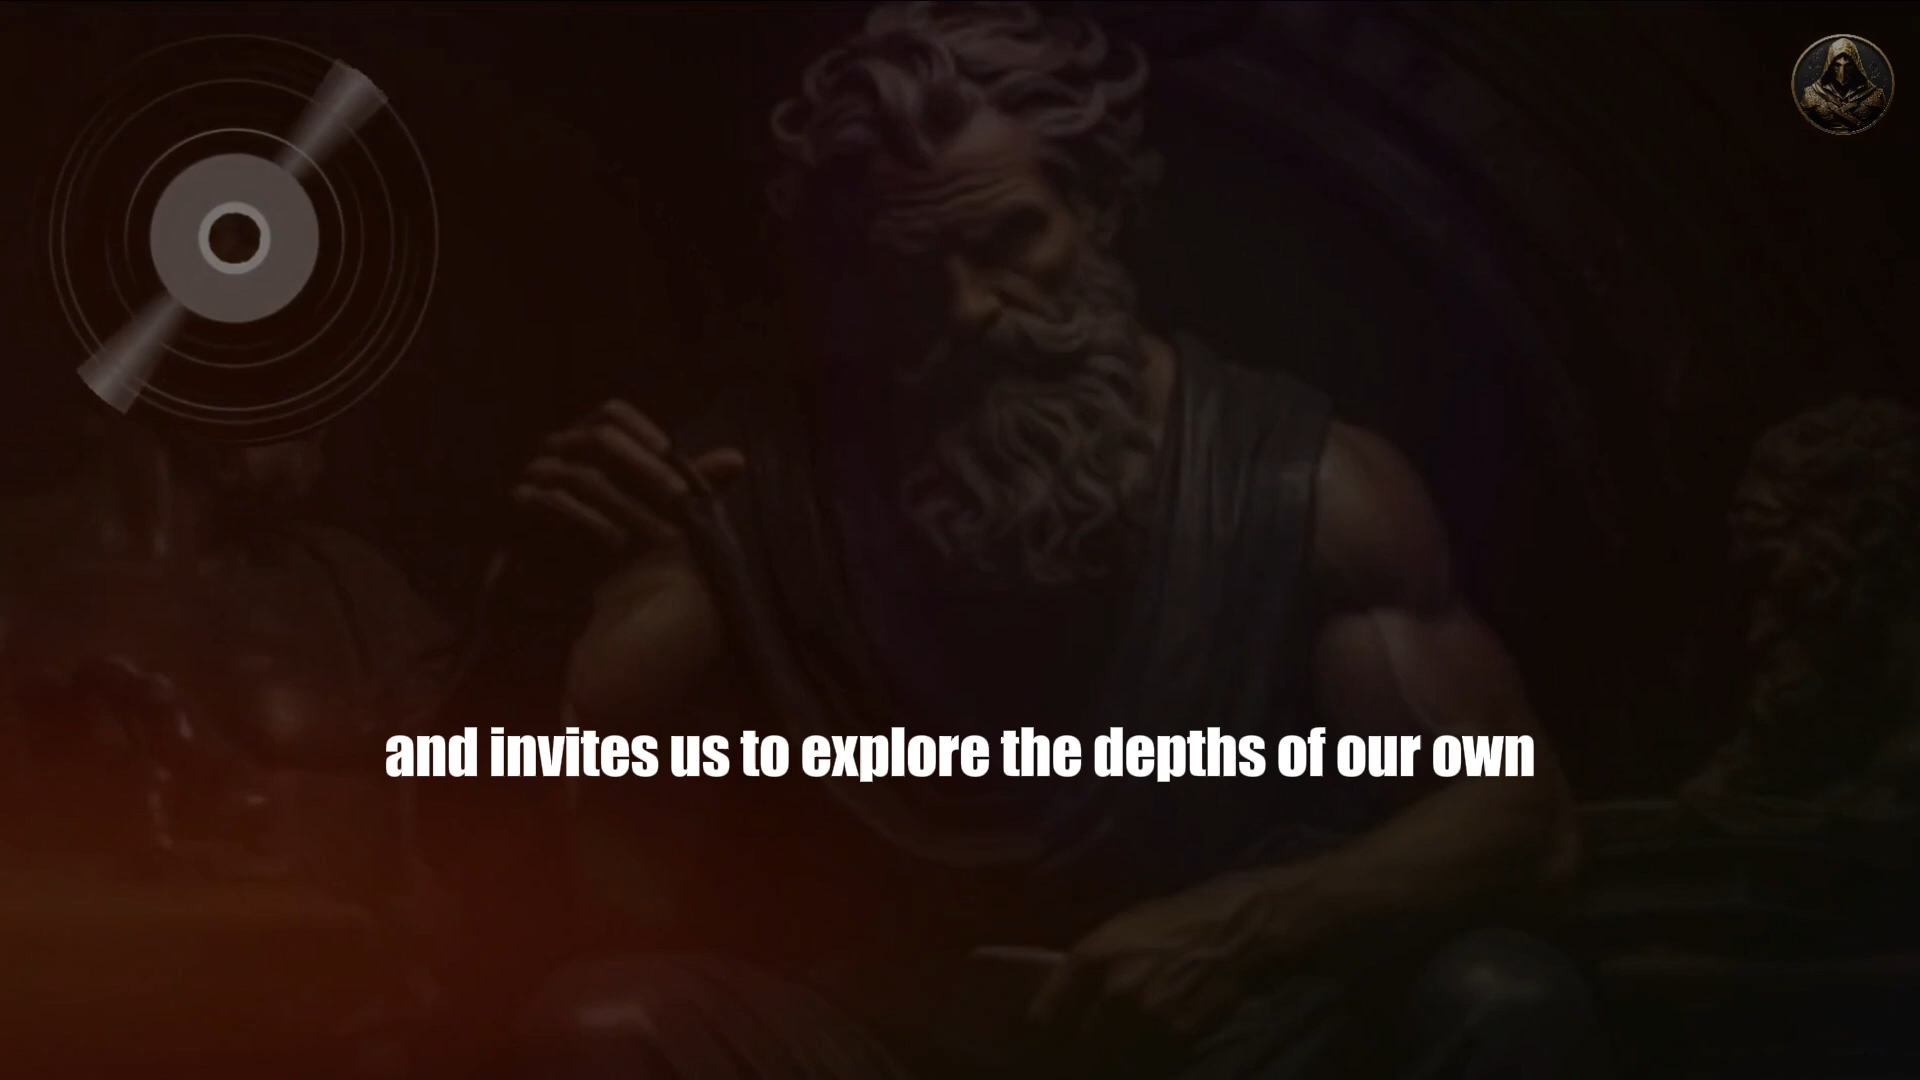 and invites us to explore the depths of our own